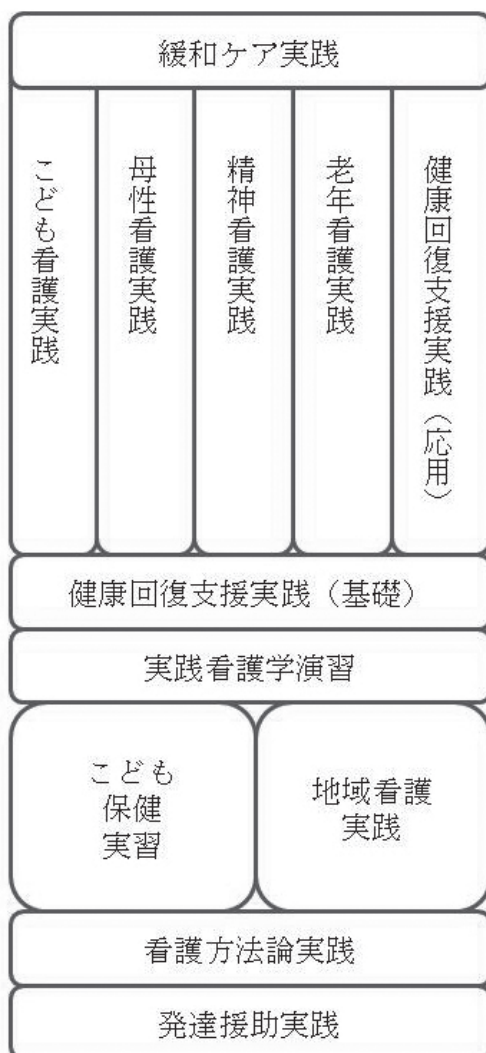 緩和ケア実践
こども看護実践
母性看護実践
精神看護実践
老年看護実践
健康回復支援実践（応用）
健康回復支援実践（基礎）
実践看護学演習
こども
保健
実習
地域看護
実践
看護方法論実践
発達援助実践